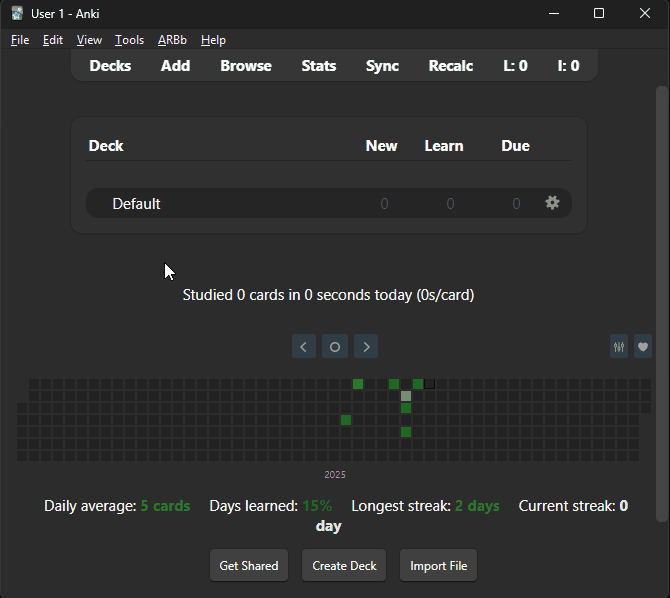 User 1 - Anki
File Edit View Tools ARBb Help
Decks Add Browse Stats Sync Recalc L: 0 I: 0
Deck New Learn Due
Default 0 0 0
Studied 0 cards in 0 seconds today (0s/card)
2025
Daily average: 5 cards Days learned: 15% Longest streak: 2 days Current streak: 0
day
Get Shared Create Deck Import File